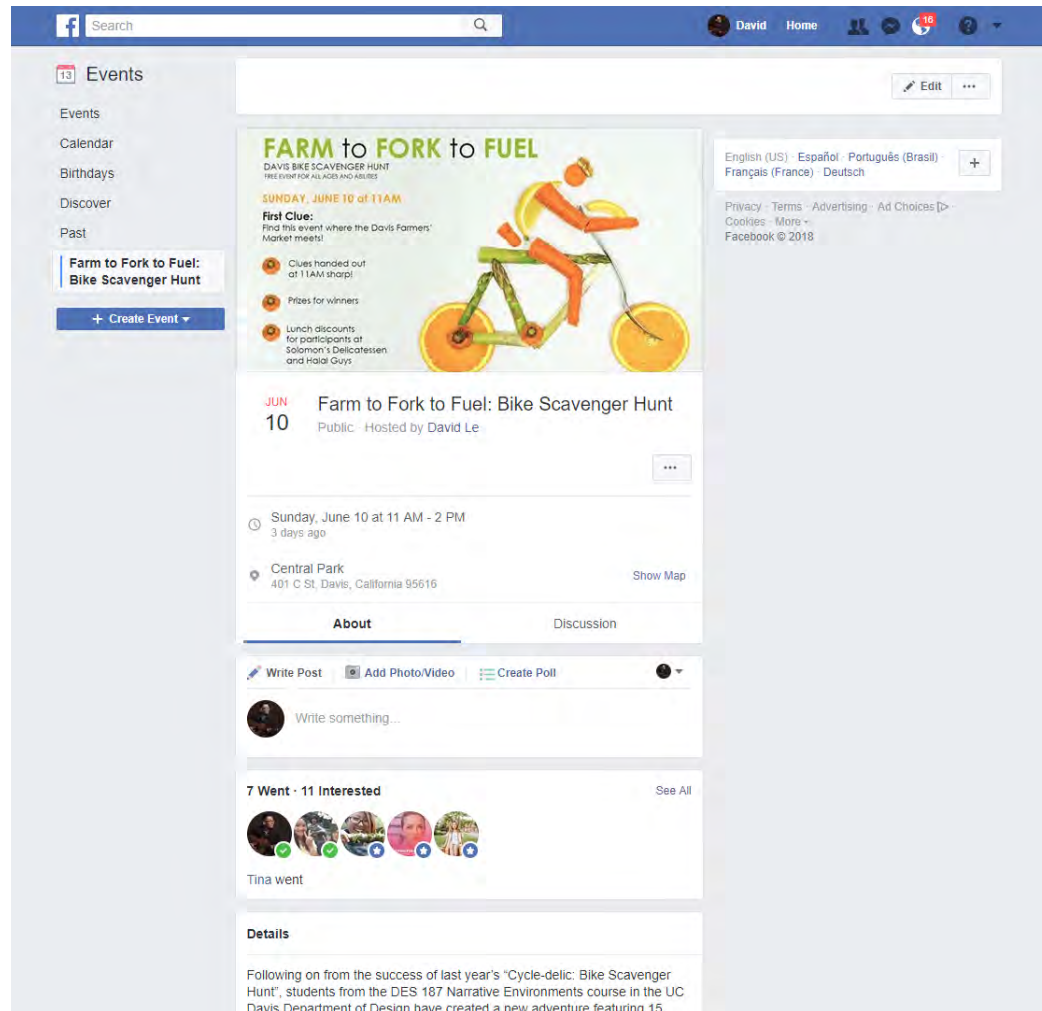 f Search
David Home 16
13 Events
Events
Calendar
Birthdays
Discover
Past
Farm to Fork to Fuel:
Bike Scavenger Hunt
+ Create Event
Edit ...
FARM to FORK to FUEL
DAVIS BIKE SCAVENGER HUNT
FREE EVENT FOR ALL AGES AND ABILITIES
SUNDAY, JUNE 10 at 11AM
First Clue:
Find this event where the Davis Farmers'
Market meets!
Clues handed out
at 11AM sharp!
Prizes for winners
Lunch discounts
for participants at
Solomon's Delicatessen
and Halal Guys
English (US) · Español · Português (Brasil) ·
Français (France) · Deutsch
+
Privacy · Terms · Advertising · Ad Choices ·
Cookies · More
Facebook © 2018
JUN
10
Farm to Fork to Fuel: Bike Scavenger Hunt
Public · Hosted by David Le
...
Sunday, June 10 at 11 AM - 2 PM
3 days ago
Central Park
401 C St, Davis, California 95616
Show Map
About Discussion
Write Post Add Photo/Video Create Poll
Write something...
7 Went · 11 Interested See All
Tina went
Details
Following on from the success of last year's "Cycle-delic: Bike Scavenger
Hunt", students from the DES 187 Narrative Environments course in the UC
Davis Department of Design have created a new adventure featuring 15